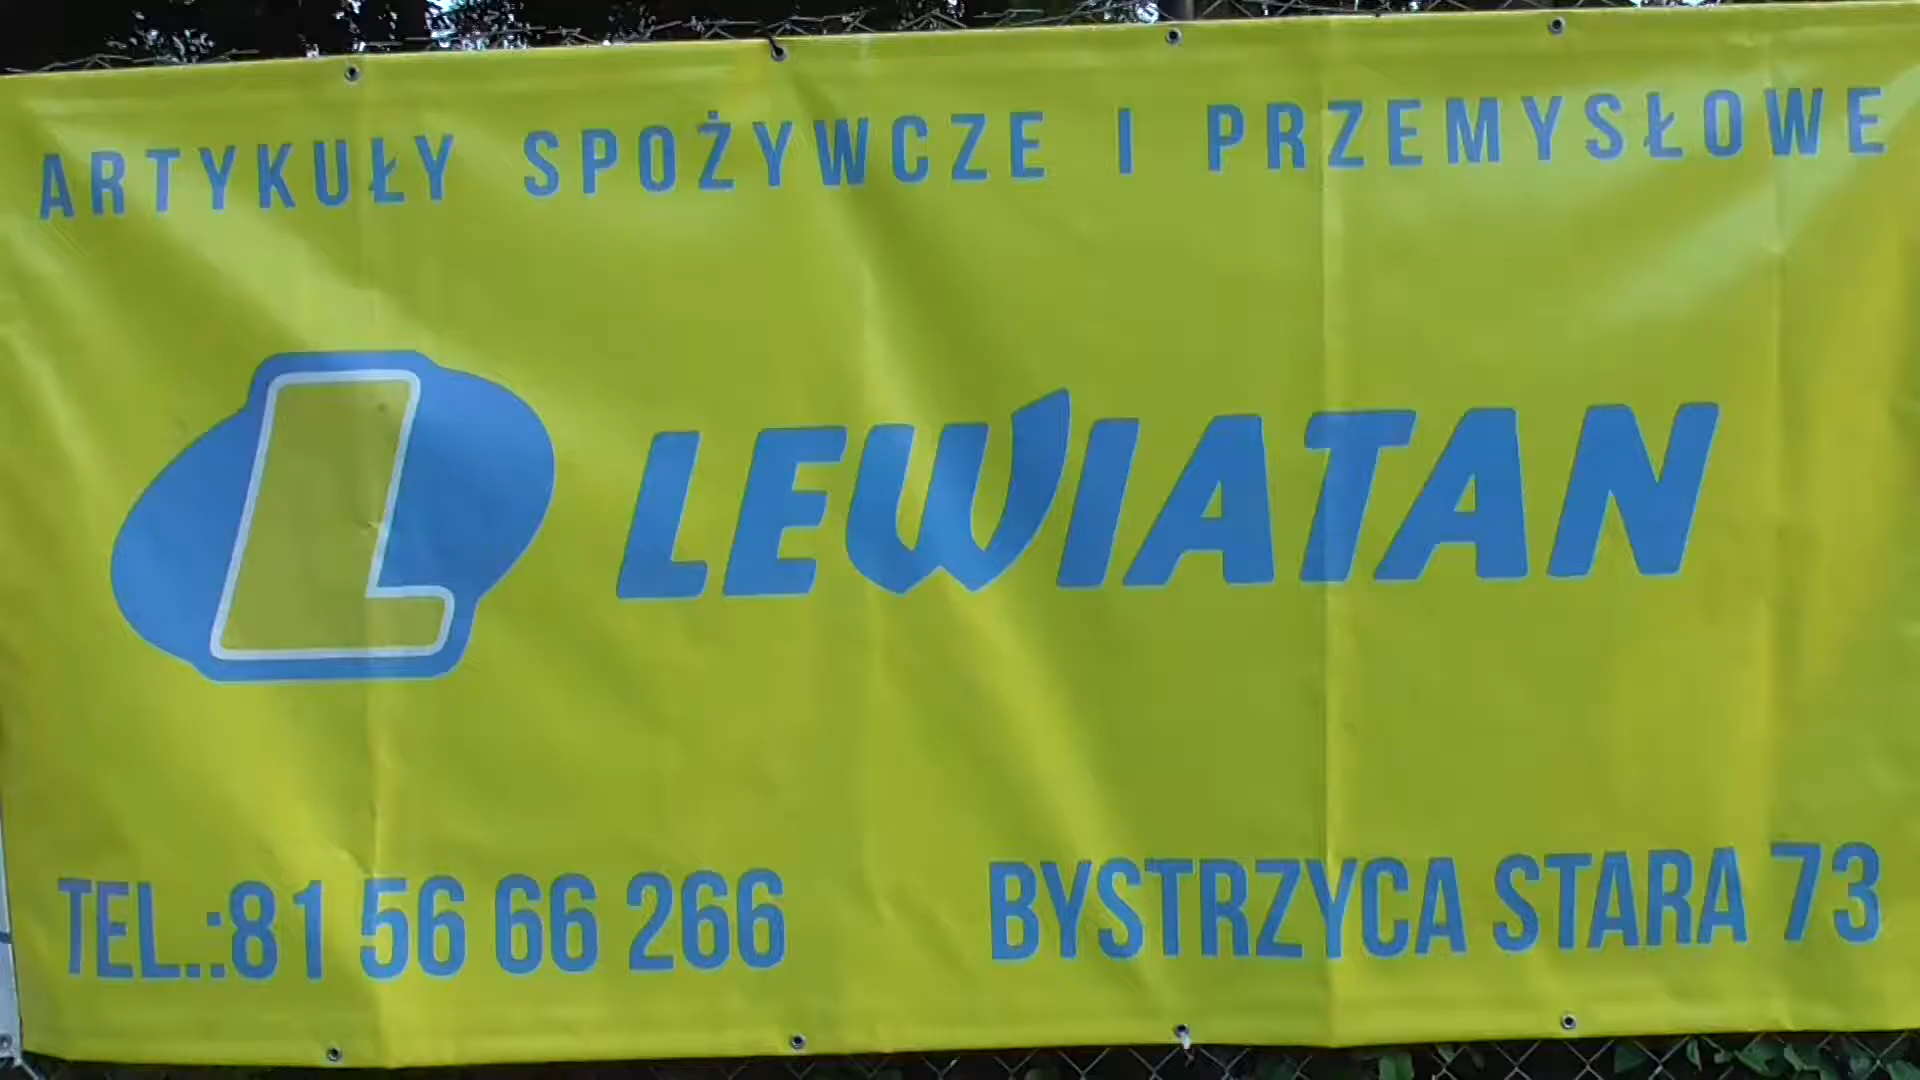 ARTYKUŁY SPOŻYWCZE I PRZEMYSŁOWE
L LEWIATAN
TEL.:81 56 66 266 BYSTRZYCA STARA 73